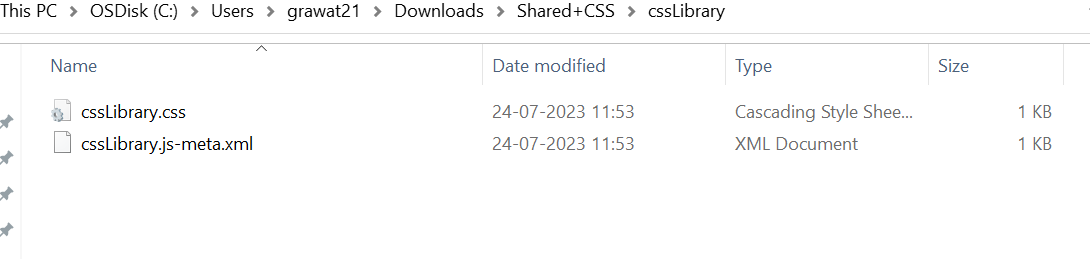 This PC > OSDisk (C:) > Users > grawat21 > Downloads > Shared+CSS > cssLibrary
Name Date modified Type Size
cssLibrary.css 24-07-2023 11:53 Cascading Style Shee... 1 KB
cssLibrary.js-meta.xml 24-07-2023 11:53 XML Document 1 KB